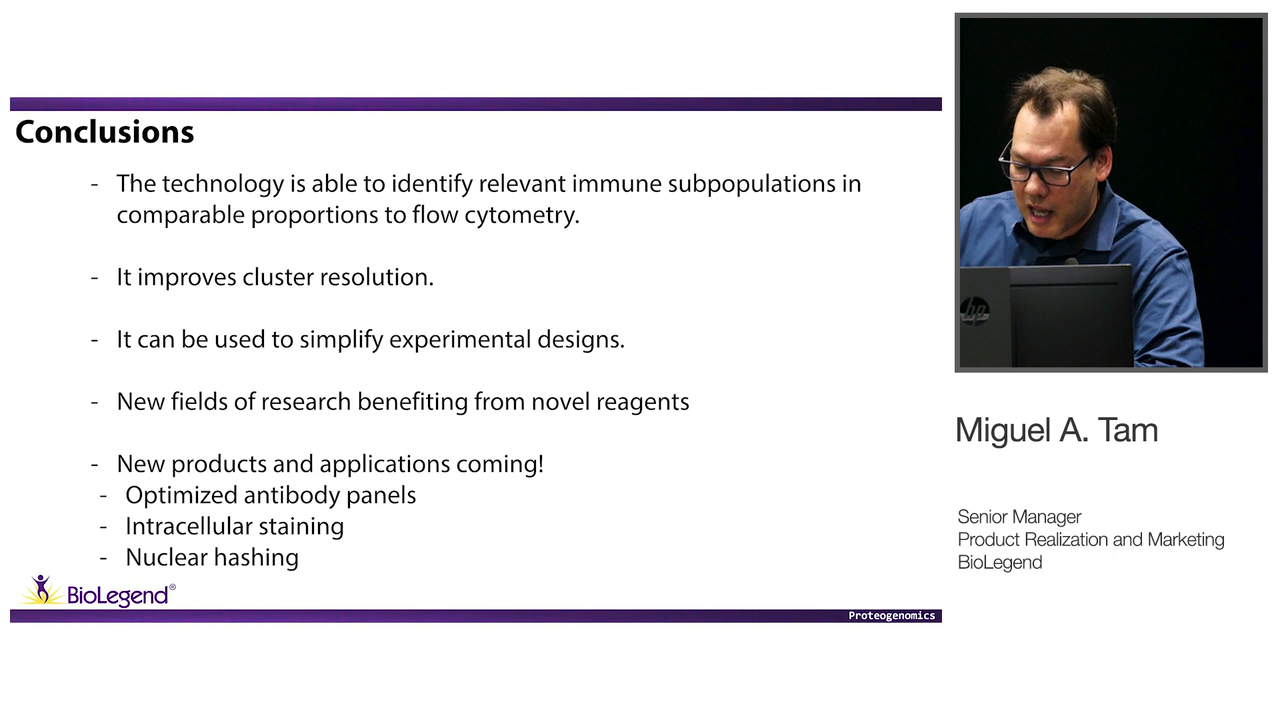 Conclusions
- The technology is able to identify relevant immune subpopulations in
comparable proportions to flow cytometry.
- It improves cluster resolution.
- It can be used to simplify experimental designs.
- New fields of research benefiting from novel reagents
- New products and applications coming!
- Optimized antibody panels
- Intracellular staining
- Nuclear hashing
BioLegend®
Proteogenomics
hp
Miguel A. Tam
Senior Manager
Product Realization and Marketing
BioLegend